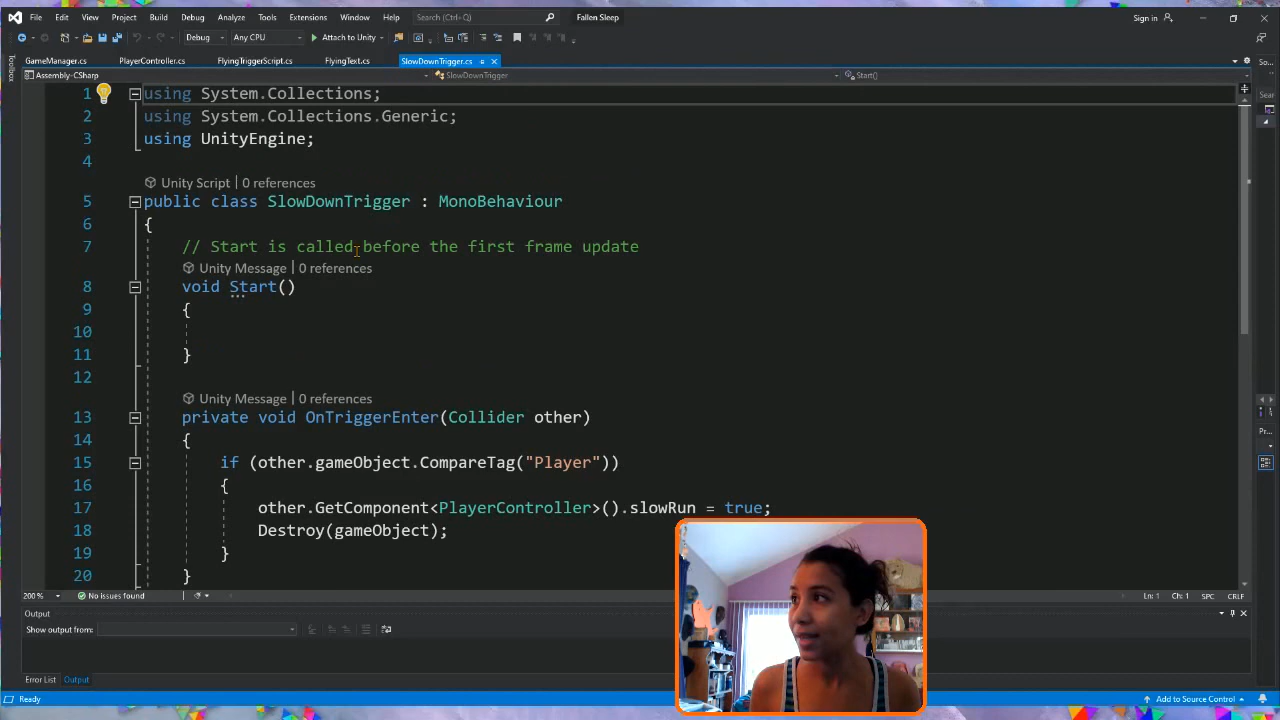 File Edit View Project Build Debug Analyze Tools Extensions Window Help Search (Ctrl+Q) Fallen Sleep Sign in
Debug Any CPU Attach to Unity
GameManager.cs PlayerController.cs FlyingTriggerScript.cs FlyingText.cs SlowDownTrigger.cs
Assembly-CSharp SlowDownTrigger Start()
Toolbox
1 using System.Collections;
2 using System.Collections.Generic;
3 using UnityEngine;
4
Unity Script | 0 references
5 public class SlowDownTrigger : MonoBehaviour
6 {
7 // Start is called before the first frame update
Unity Message | 0 references
8 void Start()
9 {
10
11 }
12
Unity Message | 0 references
13 private void OnTriggerEnter(Collider other)
14 {
15 if (other.gameObject.CompareTag("Player"))
16 {
17 other.GetComponent<PlayerController>().slowRun = true;
18 Destroy(gameObject);
19 }
20 }
200 % No issues found Ln: 1 Ch: 1 SPC CRLF
Output
Show output from:
Error List Output
Ready Add to Source Control
So...
Sear
Pr...